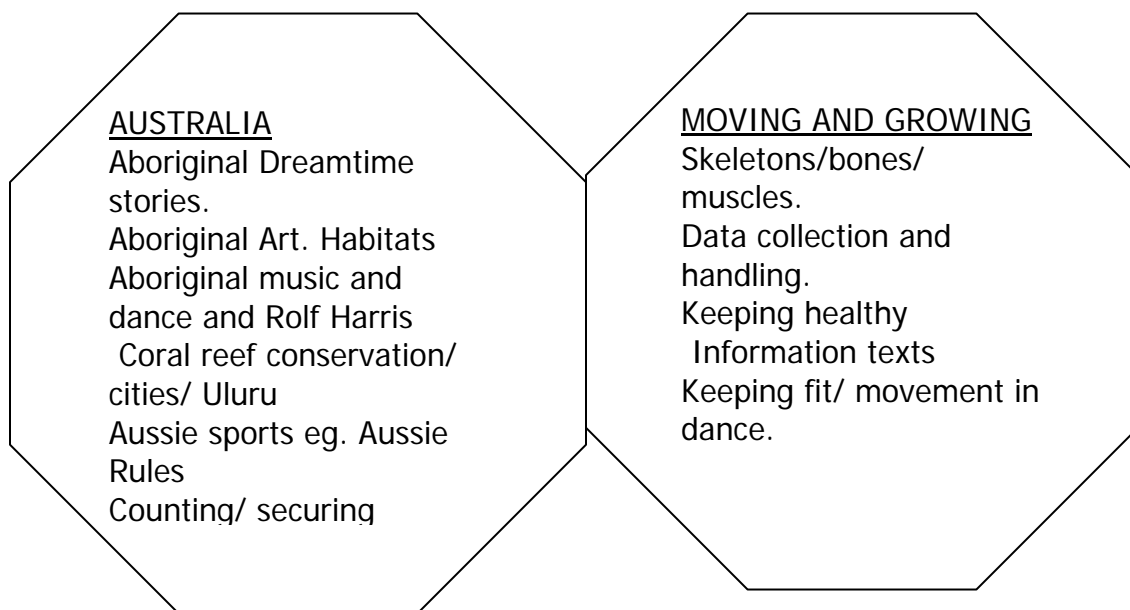 AUSTRALIA
Aboriginal Dreamtime
stories.
Aboriginal Art. Habitats
Aboriginal music and
dance and Rolf Harris
Coral reef conservation/
cities/ Uluru
Aussie sports eg. Aussie
Rules
Counting/ securing
MOVING AND GROWING
Skeletons/bones/
muscles.
Data collection and
handling.
Keeping healthy
Information texts
Keeping fit/ movement in
dance.